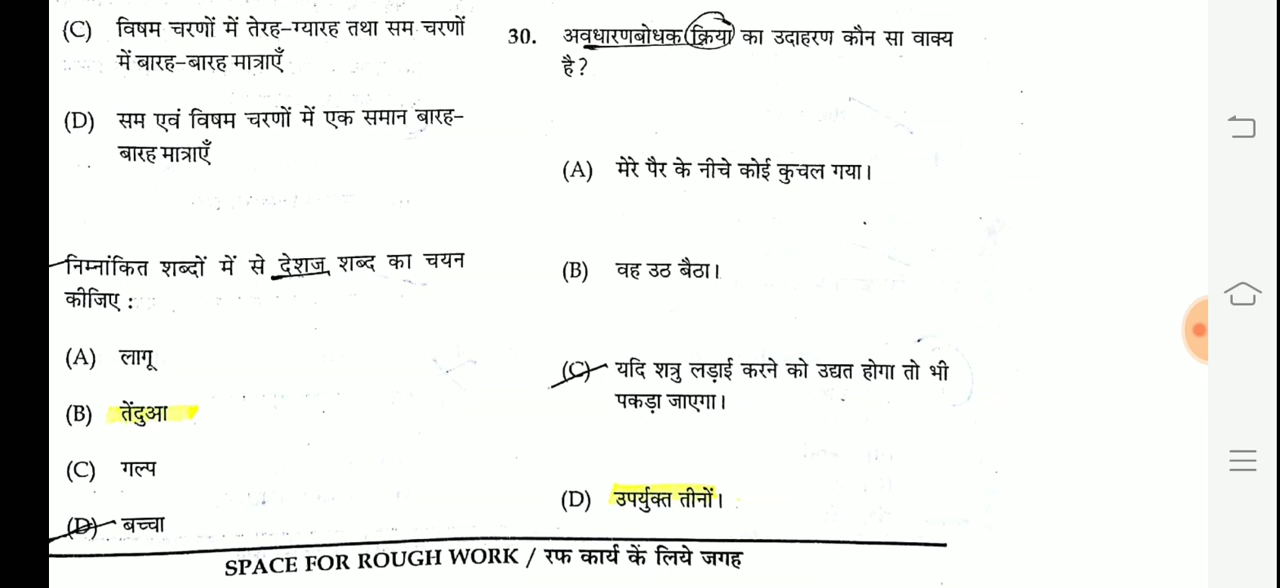 (C) विषम चरणों में तेरह-ग्यारह तथा सम चरणों
में बारह-बारह मात्राएँ
(D) सम एवं विषम चरणों में एक समान बारह-
बारह मात्राएँ
निम्नांकित शब्दों में से देशज शब्द का चयन
कीजिए :
(A) लागू
(B) तेंदुआ
(C) गल्प
(D) बच्चा
30. अवधारणबोधक क्रिया का उदाहरण कौन सा वाक्य
है ?
(A) मेरे पैर के नीचे कोई कुचल गया।
(B) वह उठ बैठा।
(C) यदि शत्रु लड़ाई करने को उद्यत होगा तो भी
पकड़ा जाएगा।
(D) उपर्युक्त तीनों।
SPACE FOR ROUGH WORK / रफ कार्य के लिये जगह